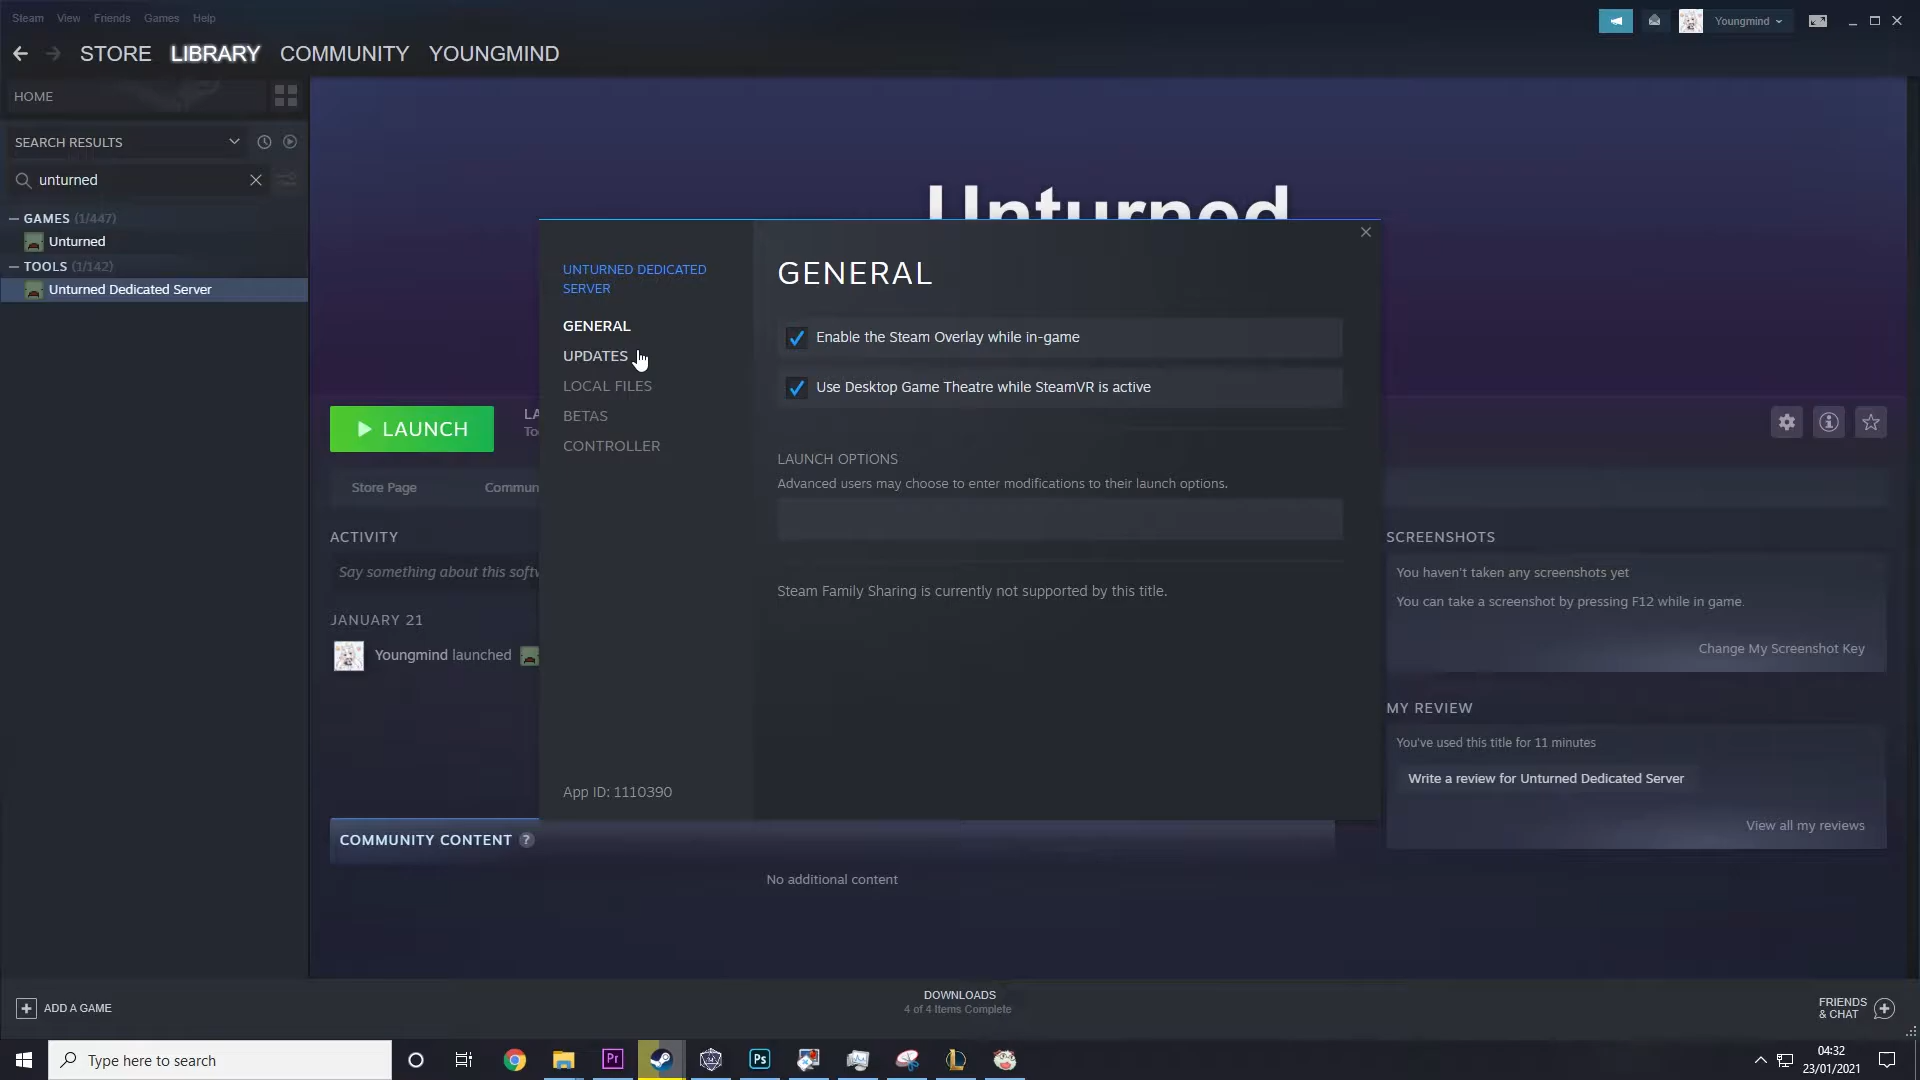 Steam View Friends Games Help
Youngmind
STORE LIBRARY COMMUNITY YOUNGMIND
HOME
SEARCH RESULTS
unturned
GAMES (1/447)
Unturned
TOOLS (1/142)
Unturned Dedicated Server
Unturned
UNTURNED DEDICATED
SERVER
GENERAL
UPDATES
LOCAL FILES
BETAS
CONTROLLER
App ID: 1110390
GENERAL
Enable the Steam Overlay while in-game
Use Desktop Game Theatre while SteamVR is active
LAUNCH OPTIONS
Advanced users may choose to enter modifications to their launch options.
Steam Family Sharing is currently not supported by this title.
LAUNCH
LA
To
Store Page
Commun
ACTIVITY
Say something about this softw
JANUARY 21
Youngmind launched
COMMUNITY CONTENT ?
No additional content
SCREENSHOTS
You haven't taken any screenshots yet
You can take a screenshot by pressing F12 while in game.
Change My Screenshot Key
MY REVIEW
You've used this title for 11 minutes
Write a review for Unturned Dedicated Server
View all my reviews
ADD A GAME
DOWNLOADS
4 of 4 Items Complete
FRIENDS
& CHAT
Type here to search
Pr
Ps
04:32
23/01/2021